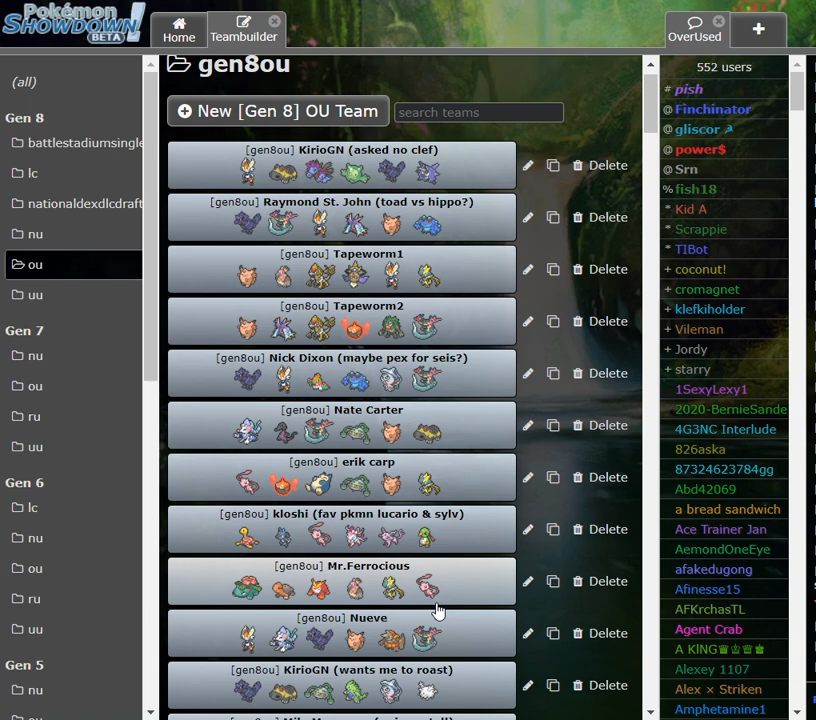 Pokémon
SHOWDOWN!
BETA
Home
Teambuilder
OverUsed
(all)
Gen 8
battlestadiumsingle
lc
nationaldexdlcdraft
nu
ou
uu
Gen 7
nu
ou
ru
uu
Gen 6
lc
nu
ou
ru
uu
Gen 5
nu
gen8ou
New [Gen 8] OU Team
search teams
[gen8ou] KirioGN (asked no clef)
Delete
[gen8ou] Raymond St. John (toad vs hippo?)
Delete
[gen8ou] Tapeworm1
Delete
[gen8ou] Tapeworm2
Delete
[gen8ou] Nick Dixon (maybe pex for seis?)
Delete
[gen8ou] Nate Carter
Delete
[gen8ou] erik carp
Delete
[gen8ou] kloshi (fav pkmn lucario & sylv)
Delete
[gen8ou] Mr.Ferrocious
Delete
[gen8ou] Nueve
Delete
[gen8ou] KirioGN (wants me to roast)
Delete
552 users
# pish
@ Finchinator
@ gliscor ☭
@ power$
@ Srn
% fish18
* Kid A
* Scrappie
* TIBot
+ coconut!
+ cromagnet
+ klefkiholder
+ Vileman
+ Jordy
+ starry
1SexyLexy1
2020-BernieSande
4G3NC Interlude
826aska
87324623784gg
Abd42069
a bread sandwich
Ace Trainer Jan
AemondOneEye
afakedugong
Afinesse15
AFKrchasTL
Agent Crab
A KING♛♔♕♚
Alexey 1107
Alex × Striken
Amphetamine1